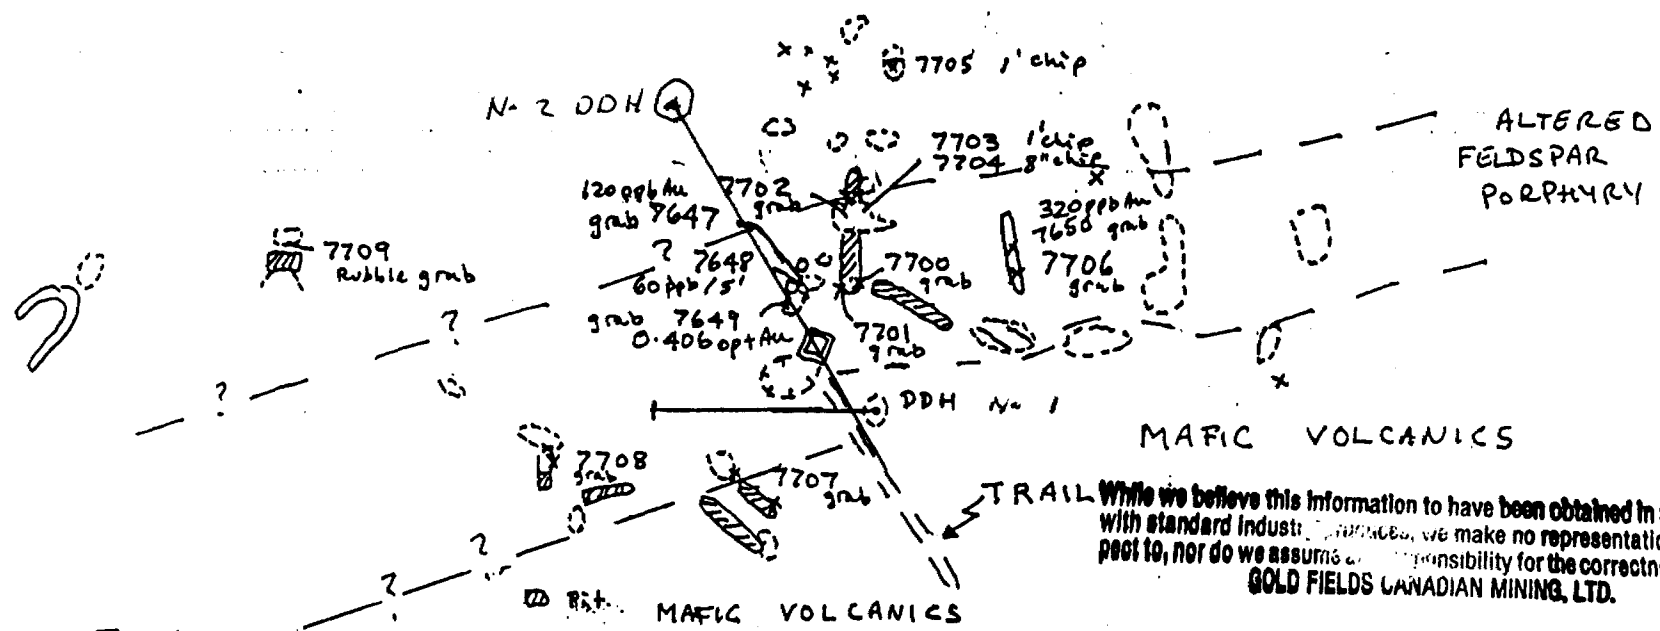 7705 1' chip
No 2 DDH
7703 1' chip
7704 8" chip
ALTERED
FELDSPAR
PORPHYRY
120 ppb Au
grab 7647
7702
grab
320 ppb Au
7650 grab
7709
Rubble grab
?
7648
60 ppb/5'
7700
grab
7706
grab
grab 7649
0.406 opt Au
7701
grab
?
?
DDH No 1
MAFIC VOLCANICS
7708
grab
7707
grab
TRAIL
While we believe this information to have been obtained in
with standard
we make no
pect to, nor do we
for the
GOLD FIELDS CANADIAN MINING, LTD.
?
?
Pit
MAFIC VOLCANICS